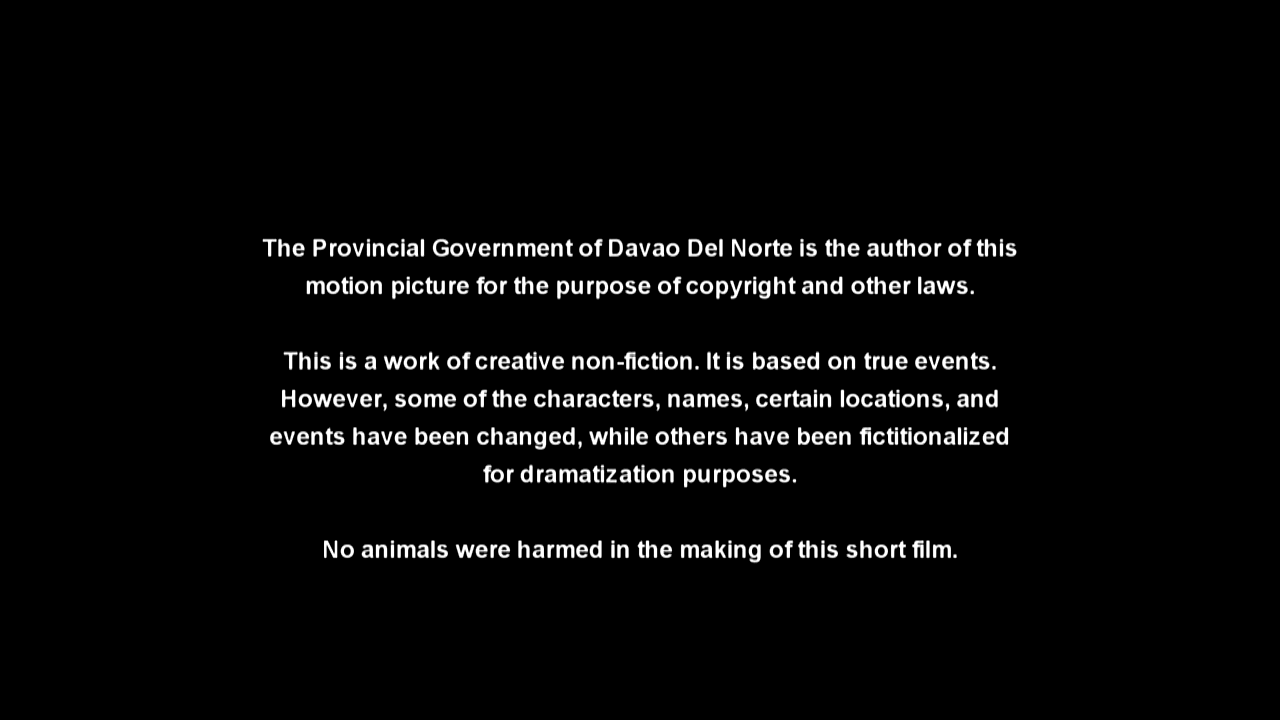 The Provincial Government of Davao Del Norte is the author of this
motion picture for the purpose of copyright and other laws.
This is a work of creative non-fiction. It is based on true events.
However, some of the characters, names, certain locations, and
events have been changed, while others have been fictitionalized
for dramatization purposes.
No animals were harmed in the making of this short film.